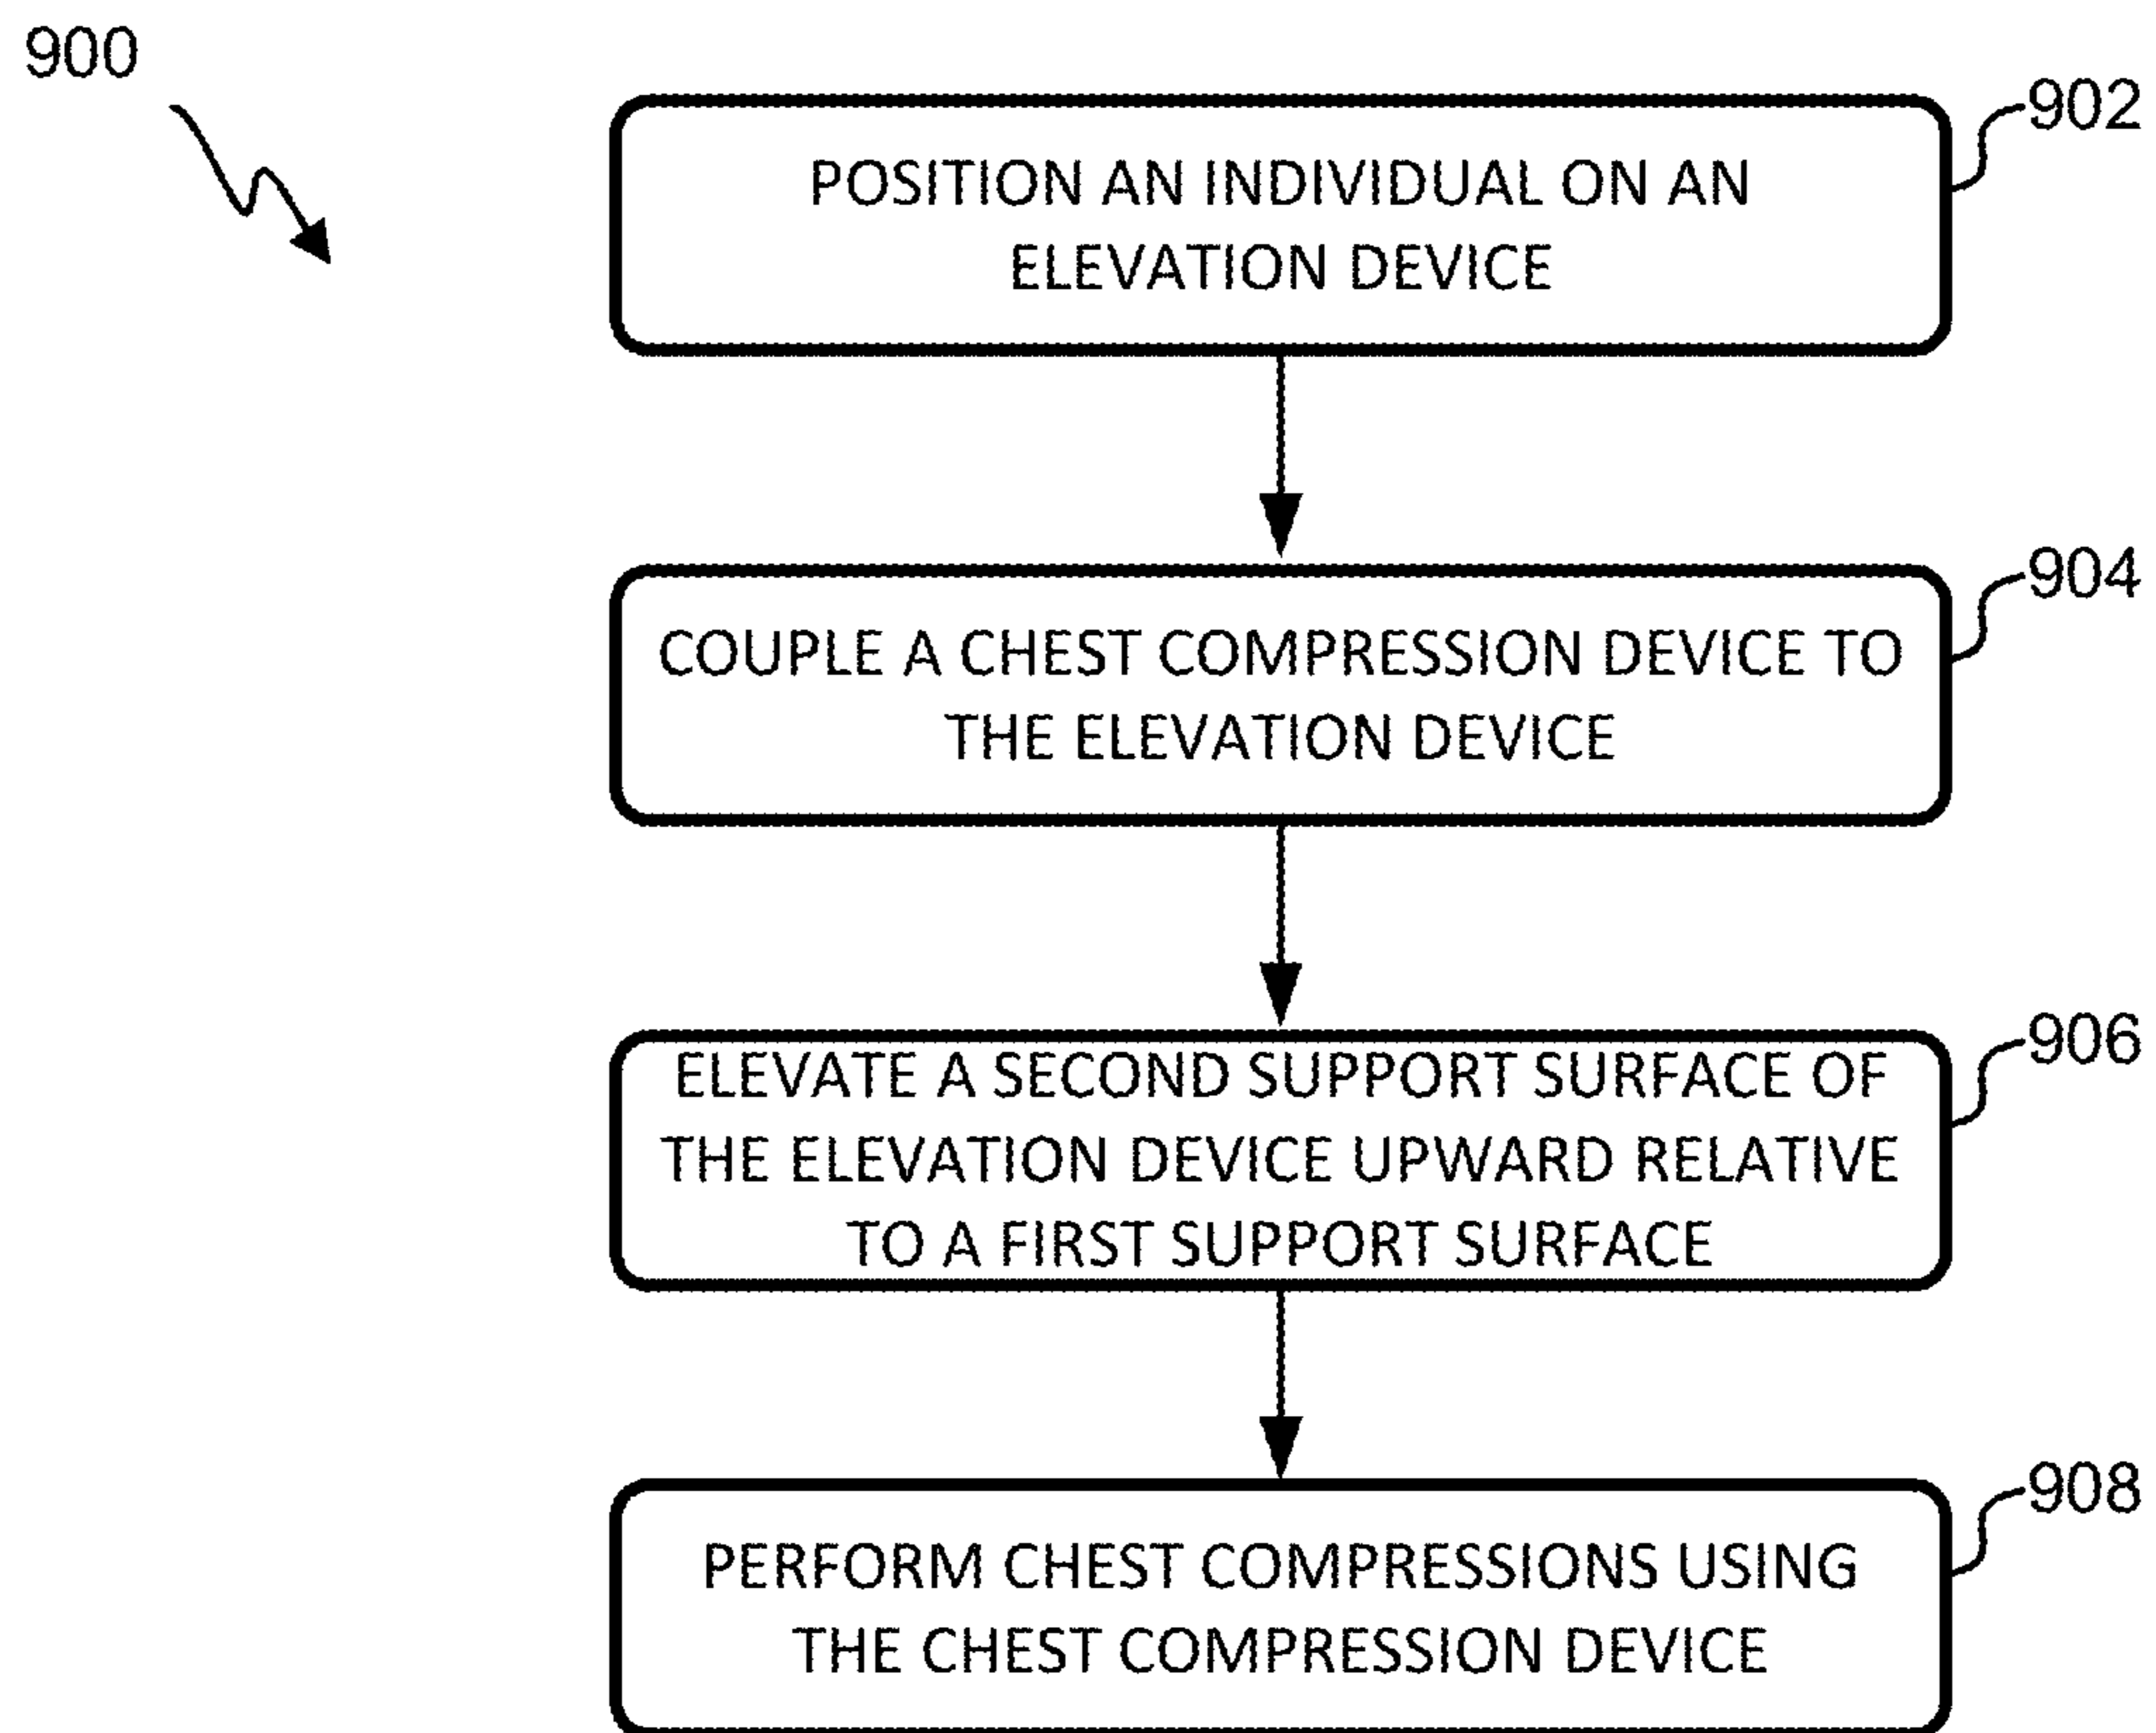 900
902
POSITION AN INDIVIDUAL ON AN
ELEVATION DEVICE
904
COUPLE A CHEST COMPRESSION DEVICE TO
THE ELEVATION DEVICE
906
ELEVATE A SECOND SUPPORT SURFACE OF
THE ELEVATION DEVICE UPWARD RELATIVE
TO A FIRST SUPPORT SURFACE
908
PERFORM CHEST COMPRESSIONS USING
THE CHEST COMPRESSION DEVICE